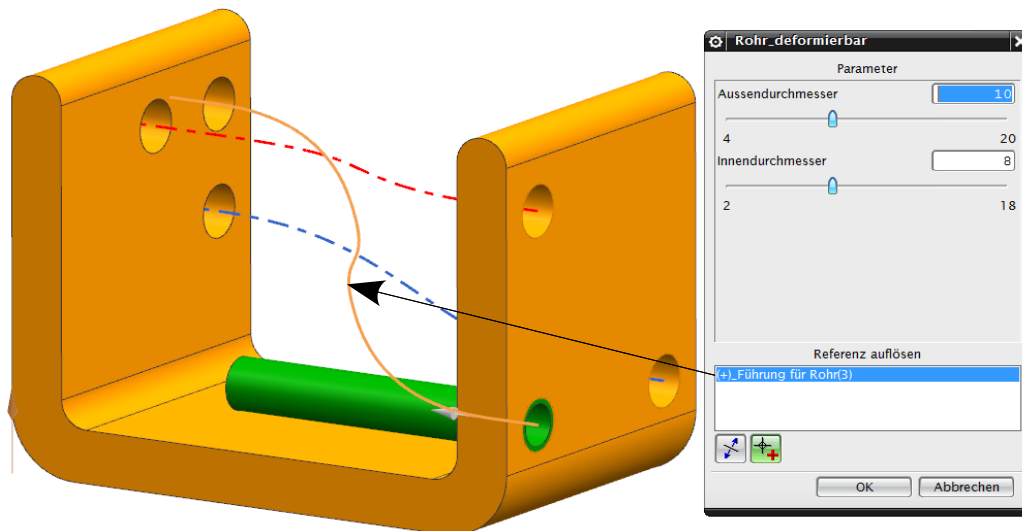 Rohr_deformierbar
Parameter
Aussendurchmesser 10
4 20
Innendurchmesser 8
2 18
Referenz auflösen
(+)_Führung für Rohr(3)
OK Abbrechen